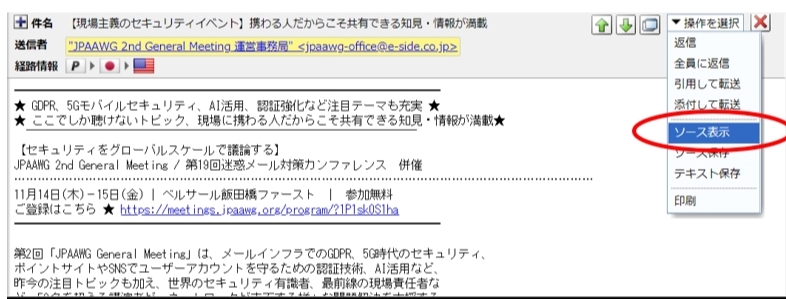 件名 【現場主義のセキュリティイベント】携わる人だからこそ共有できる知見・情報が満載
▼操作を選択
送信者 "JPAAWG 2nd General Meeting 運営事務局" <jpaawg-office@e-side.co.jp>
経路情報 P
返信
全員に返信
引用して転送
添付して転送
ソース表示
ソース保存
テキスト保存
印刷
★ GDPR、5Gモバイルセキュリティ、AI活用、認証強化など注目テーマも充実 ★
★ ここでしか聴けないトピック、現場に携わる人だからこそ共有できる知見・情報が満載★
【セキュリティをグローバルスケールで議論する】
JPAAWG 2nd General Meeting / 第19回迷惑メール対策カンファレンス 併催
11月14日(木)-15日(金) | ベルサール飯田橋ファースト | 参加無料
ご登録はこちら ★ https://meetings.jpaawg.org/program/?1P1sk0S1ha
第2回「JPAAWG General Meeting」は、メールインフラでのGDPR、5G時代のセキュリティ、
ポイントサイトやSNSでユーザーアカウントを守るための認証技術、AI活用など、
昨今の注目トピックも加え、世界のセキュリティ有識者、最前線の現場責任者な